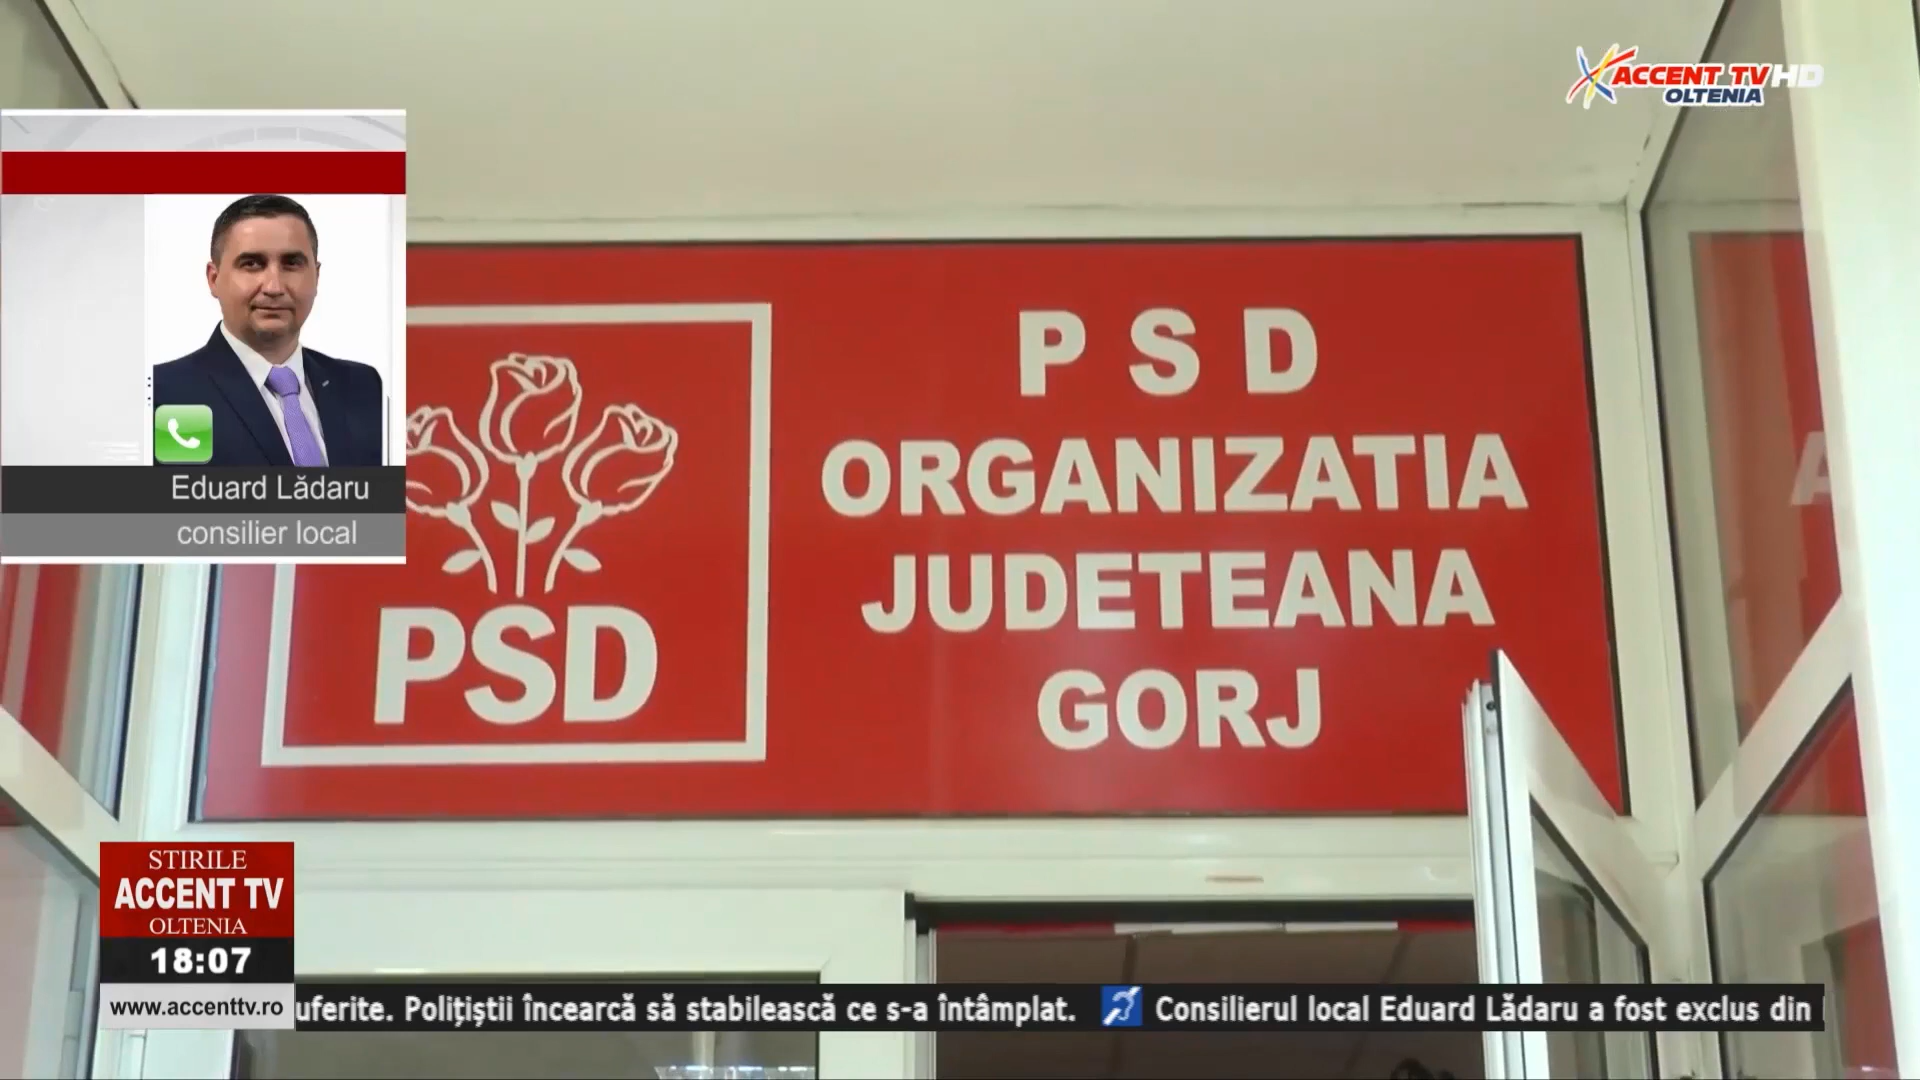 ACCENT TV HD
OLTENIA
Eduard Lădaru
consilier local
PSD
P S D
ORGANIZATIA
JUDETEANA
GORJ
STIRILE
ACCENT TV
OLTENIA
18:07
www.accenttv.ro
uferite. Polițiștii încearcă să stabilească ce s-a întâmplat. Consilierul local Eduard Lădaru a fost exclus din